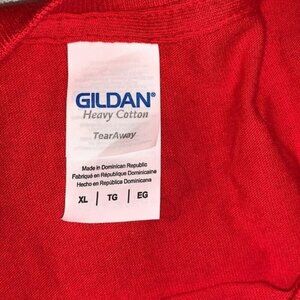 GILDAN®
Heavy Cotton
TearAway
Made in Dominican Republic
Fabriqué en République Dominicaine
Hecho en República Dominicana
XL | TG | EG